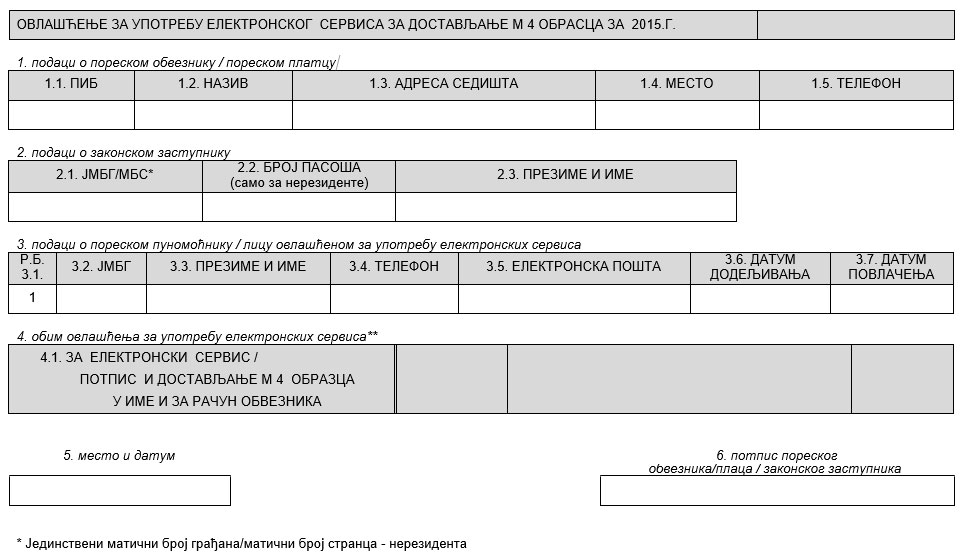 ОВЛАШЋЕЊЕ ЗА УПОТРЕБУ ЕЛЕКТРОНСКОГ СЕРВИСА ЗА ДОСТАВЉАЊЕ М 4 ОБРАСЦА ЗА 2015.Г.
1. подаци о пореском обвезнику / пореском платцу
1.1. ПИБ 1.2. НАЗИВ 1.3. АДРЕСА СЕДИШТА 1.4. МЕСТО 1.5. ТЕЛЕФОН
2. подаци о законском заступнику
2.1. ЈМБГ/МБС* 2.2. БРОЈ ПАСОША 2.3. ПРЕЗИМЕ И ИМЕ
(само за нерезиденте)
3. подаци о пореском пуномоћнику / лицу овлашћеном за употребу електронских сервиса
Р.Б. 3.2. ЈМБГ 3.3. ПРЕЗИМЕ И ИМЕ 3.4. ТЕЛЕФОН 3.5. ЕЛЕКТРОНСКА ПОШТА 3.6. ДАТУМ 3.7. ДАТУМ
3.1. ДОДЕЉИВАЊА ПОВЛАЧЕЊА
1
4. обим овлашћења за употребу електронских сервиса**
4.1. ЗА ЕЛЕКТРОНСКИ СЕРВИС /
ПОТПИС И ДОСТАВЉАЊЕ М 4 ОБРАЗЦА
У ИМЕ И ЗА РАЧУН ОБВЕЗНИКА
5. место и датум 6. потпис пореског
обвезника/плаца / законског заступника
* Јединствени матични број грађана/матични број странца - нерезидента